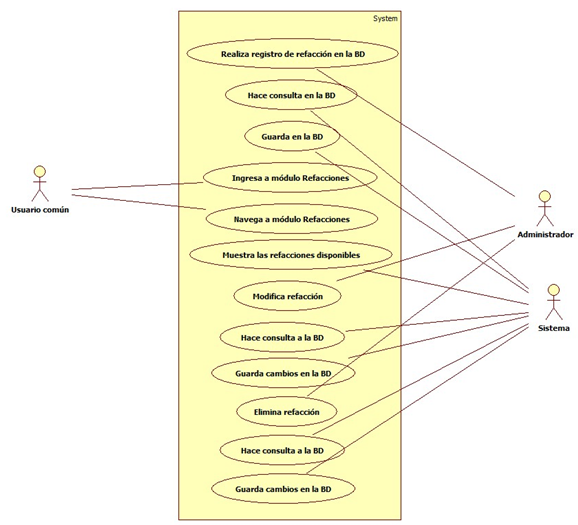 System
Realiza registro de refacción en la BD
Hace consulta en la BD
Guarda en la BD
Ingresa a módulo Refacciones
Usuario común
Navega a módulo Refacciones
Administrador
Muestra las refacciones disponibles
Modifica refacción
Sistema
Hace consulta a la BD
Guarda cambios en la BD
Elimina refacción
Hace consulta a la BD
Guarda cambios en la BD